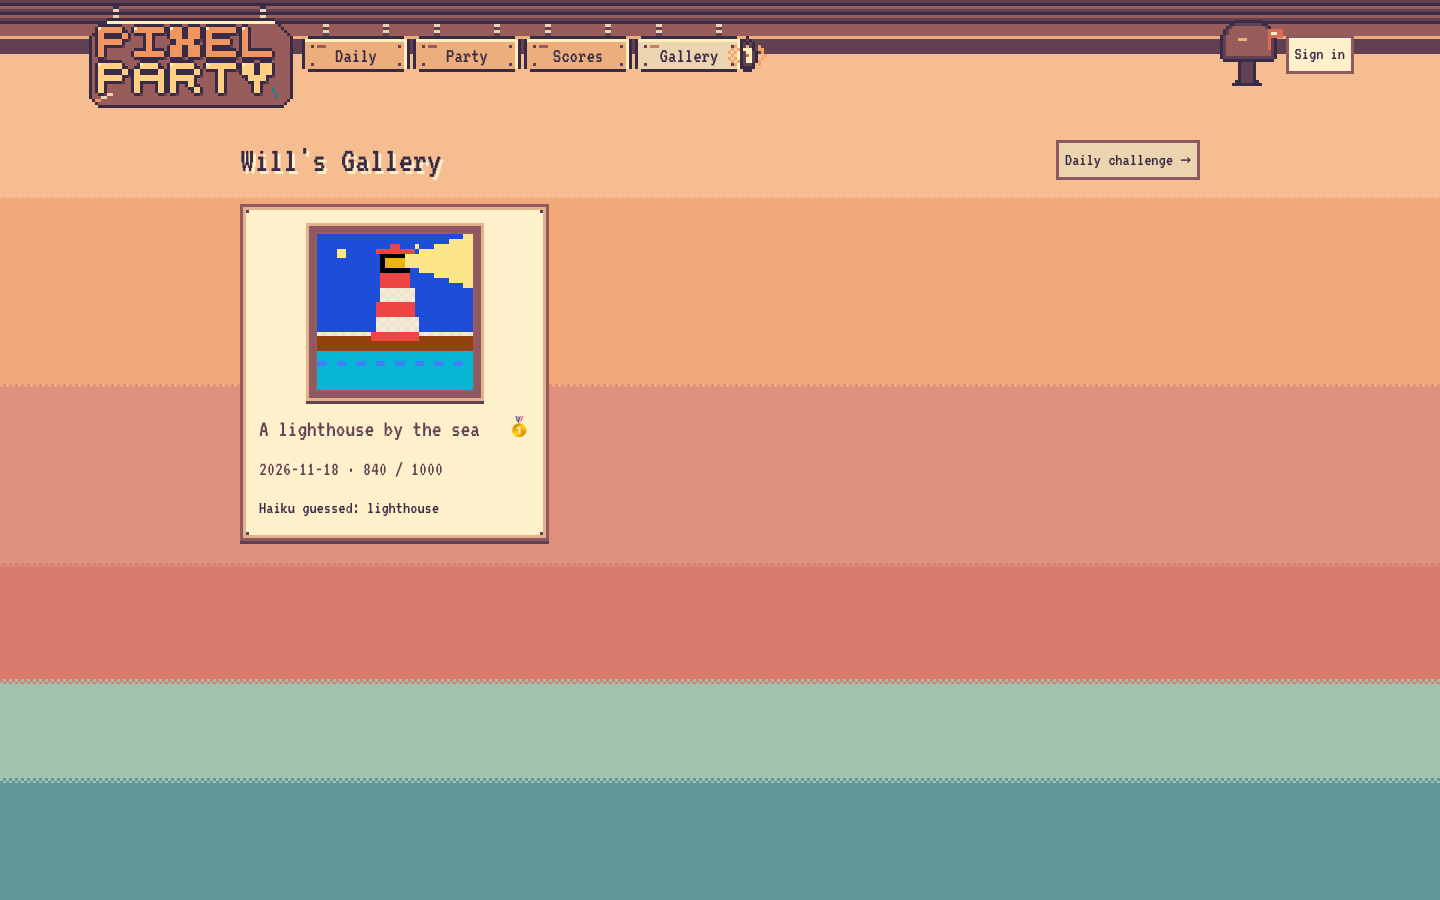 PIXEL
PARTY
Daily
Party
Scores
Gallery
Sign in
Will's Gallery
Daily challenge →
A lighthouse by the sea
2026-11-18 · 840 / 1000
Haiku guessed: lighthouse